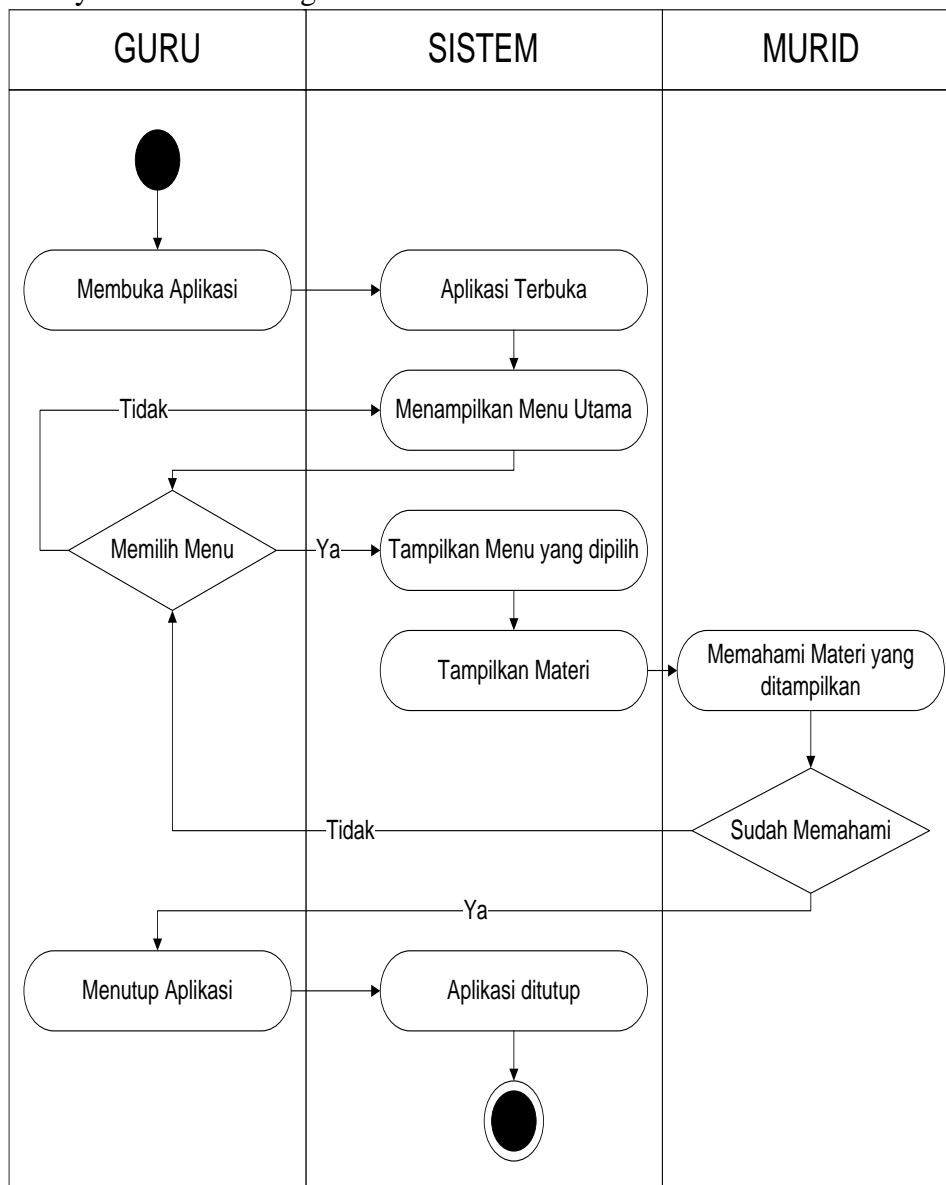 GURU
SISTEM
MURID
Membuka Aplikasi
Aplikasi Terbuka
Tidak
Menampilkan Menu Utama
Memilih Menu
Ya
Tampilkan Menu yang dipilih
Tampilkan Materi
Memahami Materi yang
ditampilkan
Tidak
Sudah Memahami
Ya
Menutup Aplikasi
Aplikasi ditutup